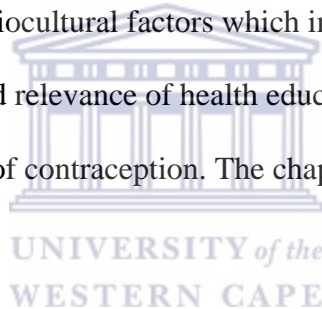 iocultural factors which in
d relevance of health educ
of contraception. The chap
UNIVERSITY of the
WESTERN CAPE